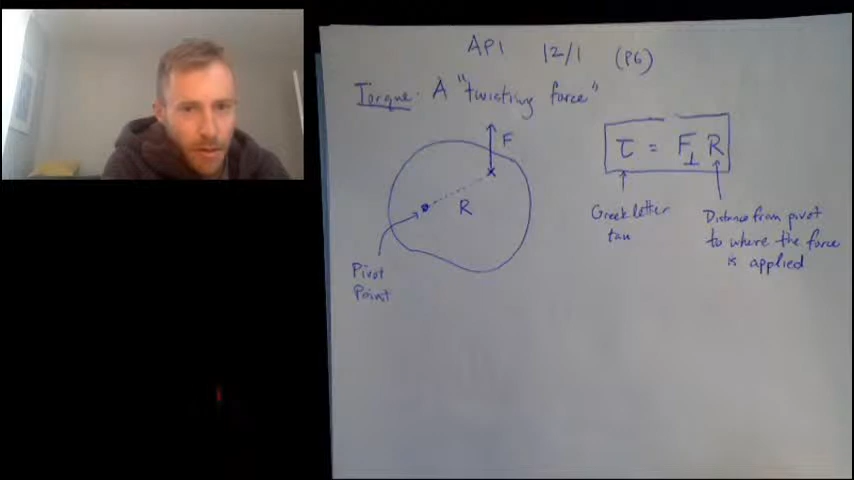 AP1 12/1 (P6)
Torque: A "twisting force"
F
R
Pivot
Point
τ = F⊥ R
Greek letter
tau
Distance from pivot
to where the force
is applied